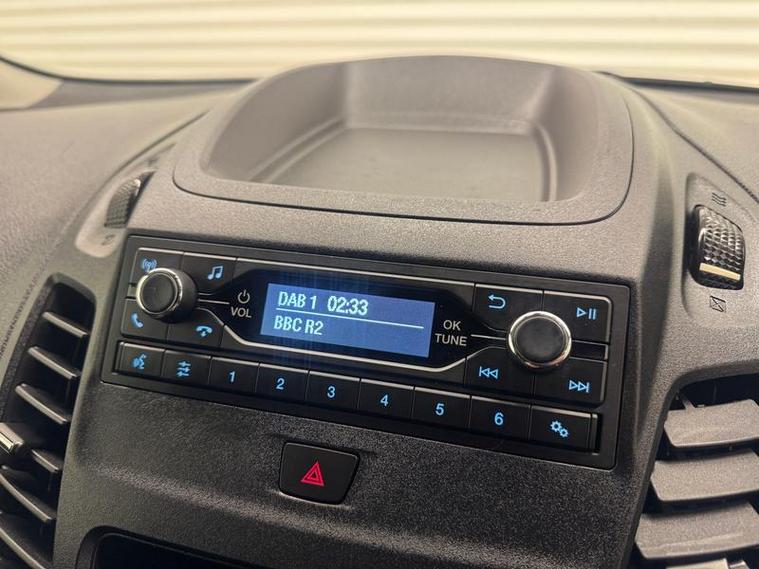 DAB 1 02:33
BBC R2
VOL
OK
TUNE
1 2 3 4 5 6